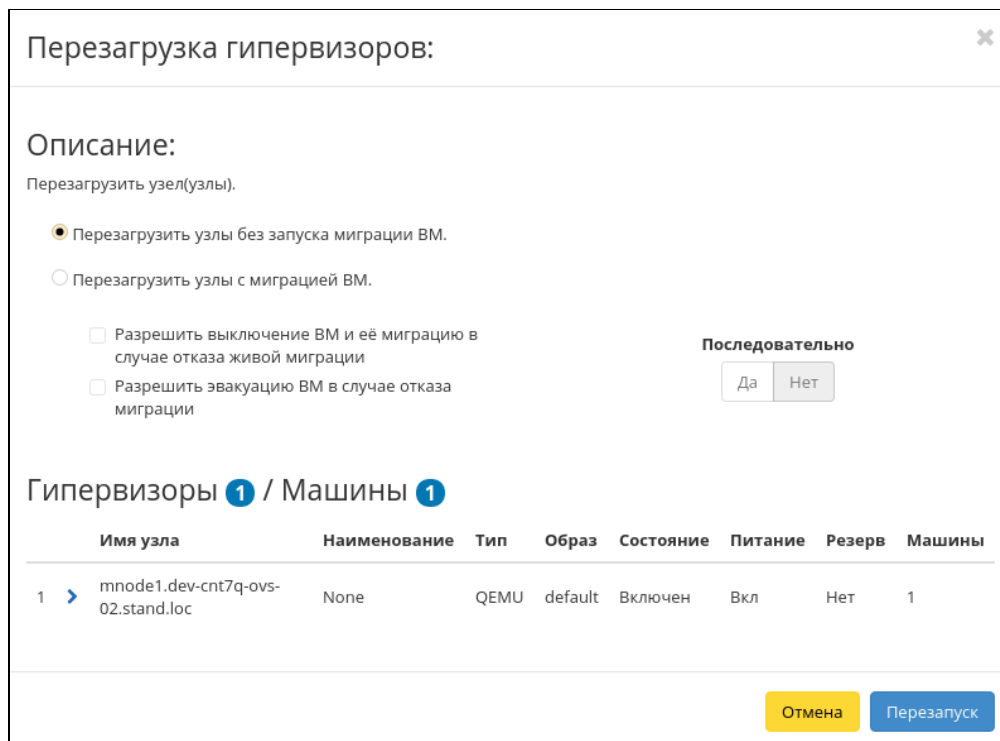 Перезагрузка гипервизоров:
Описание:
Перезагрузить узел(узлы).
Перезагрузить узлы без запуска миграции ВМ.
Перезагрузить узлы с миграцией ВМ.
Разрешить выключение ВМ и её миграцию в
случае отказа живой миграции
Разрешить эвакуацию ВМ в случае отказа
миграции
Последовательно
Да Нет
Гипервизоры 1 / Машины 1
Имя узла Наименование Тип Образ Состояние Питание Резерв Машины
1 mnode1.dev-cnt7q-ovs-
02.stand.loc None QEMU default Включен Вкл Нет 1
Отмена Перезапуск